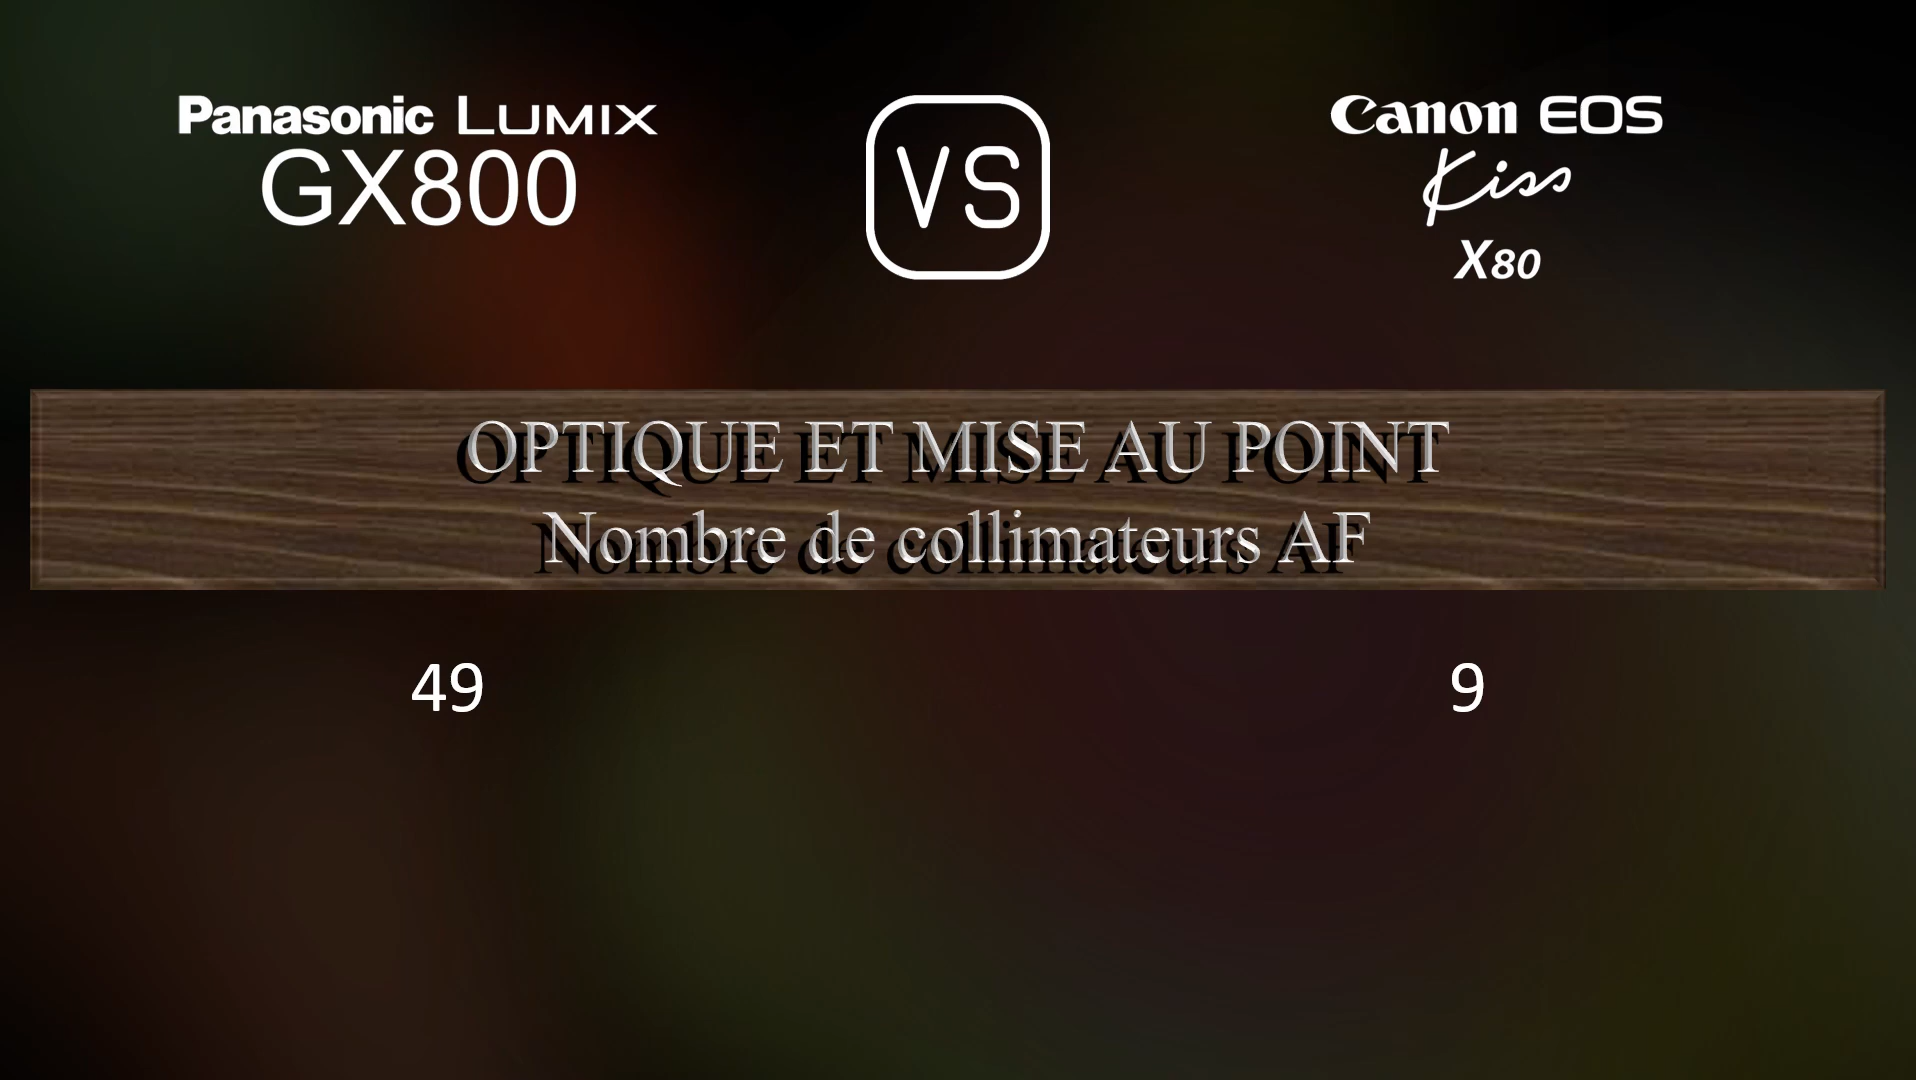 Panasonic LUMIX
GX800
VS
Canon EOS
Kiss
X80
OPTIQUE ET MISE AU POINT
Nombre de collimateurs AF
49
9